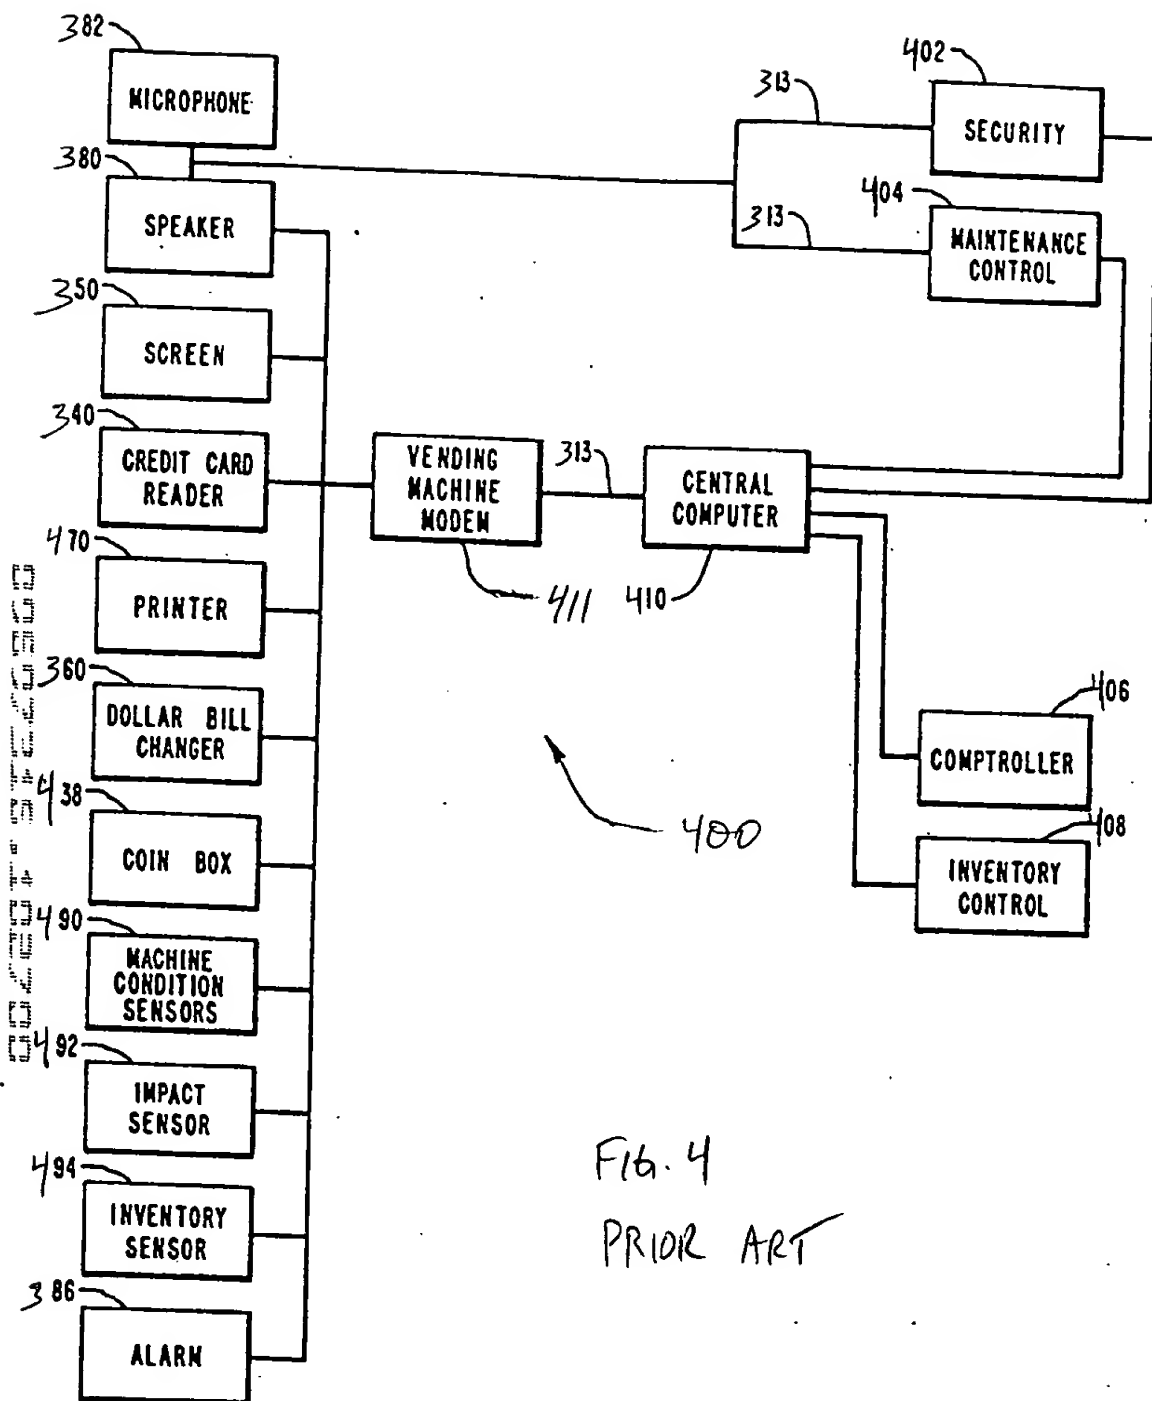 382
MICROPHONE
380
SPEAKER
350
SCREEN
340
CREDIT CARD
READER
470
PRINTER
360
DOLLAR BILL
CHANGER
438
COIN BOX
490
MACHINE
CONDITION
SENSORS
492
IMPACT
SENSOR
494
INVENTORY
SENSOR
386
ALARM
VENDING
MACHINE
MODEM
411
313
CENTRAL
COMPUTER
410
313
402
SECURITY
313
404
MAINTENANCE
CONTROL
406
COMPTROLLER
408
INVENTORY
CONTROL
400
FIG. 4
PRIOR ART